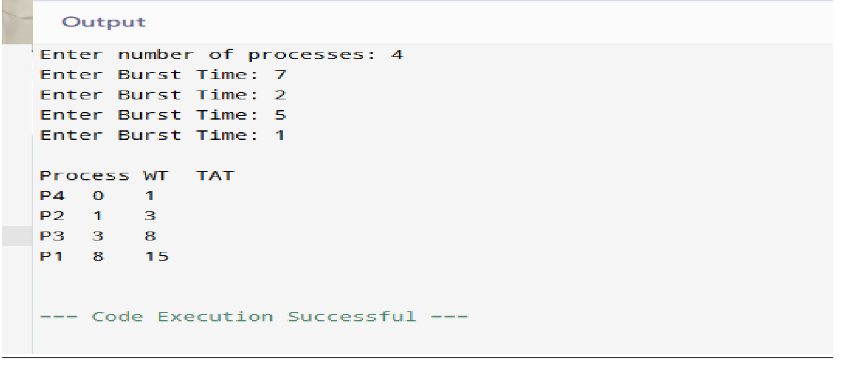 Output
Enter number of processes: 4
Enter Burst Time: 7
Enter Burst Time: 2
Enter Burst Time: 5
Enter Burst Time: 1
Process WT TAT
P4 0 1
P2 1 3
P3 3 8
P1 8 15
--- Code Execution Successful ---